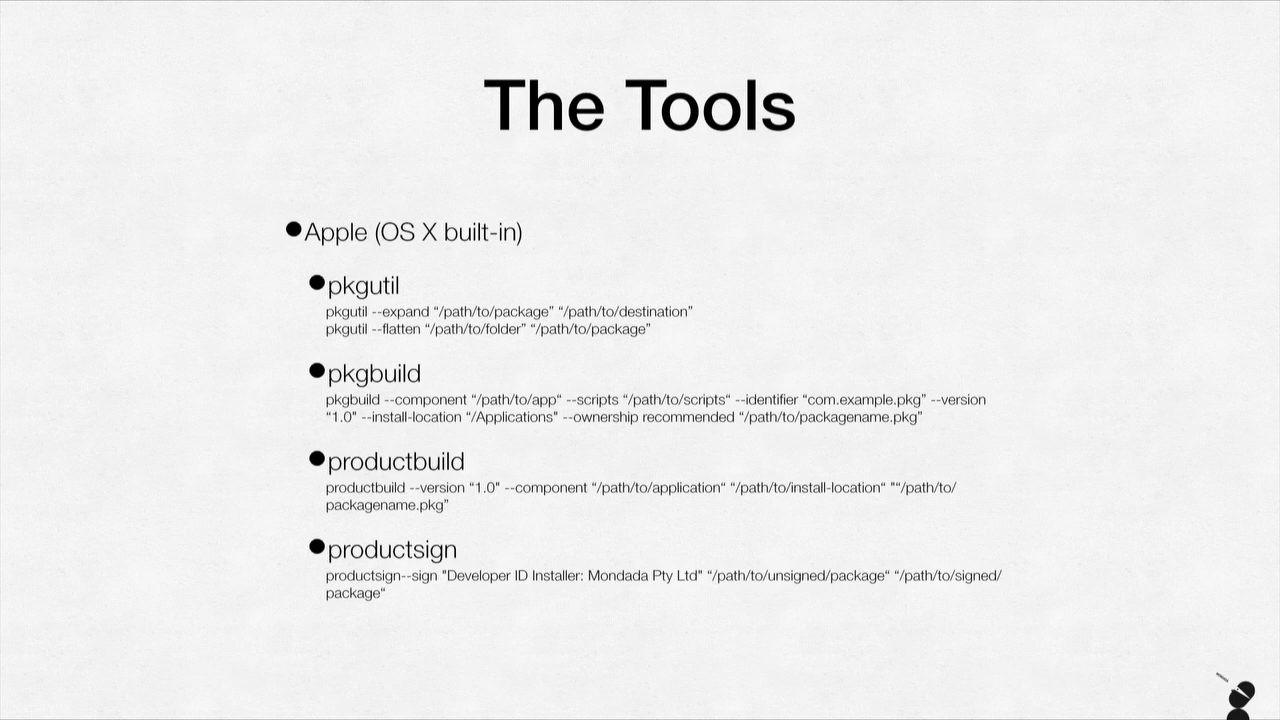 The Tools
●Apple (OS X built-in)
●pkgutil
pkgutil --expand “/path/to/package” “/path/to/destination”
pkgutil --flatten “/path/to/folder” “/path/to/package”
●pkgbuild
pkgbuild --component “/path/to/app“ --scripts “/path/to/scripts“ --identifier “com.example.pkg” --version
“1.0" --install-location “/Applications" --ownership recommended “/path/to/packagename.pkg”
●productbuild
productbuild --version “1.0" --component “/path/to/application“ “/path/to/install-location“ "“/path/to/
packagename.pkg”
●productsign
productsign--sign "Developer ID Installer: Mondada Pty Ltd" “/path/to/unsigned/package“ “/path/to/signed/
package“